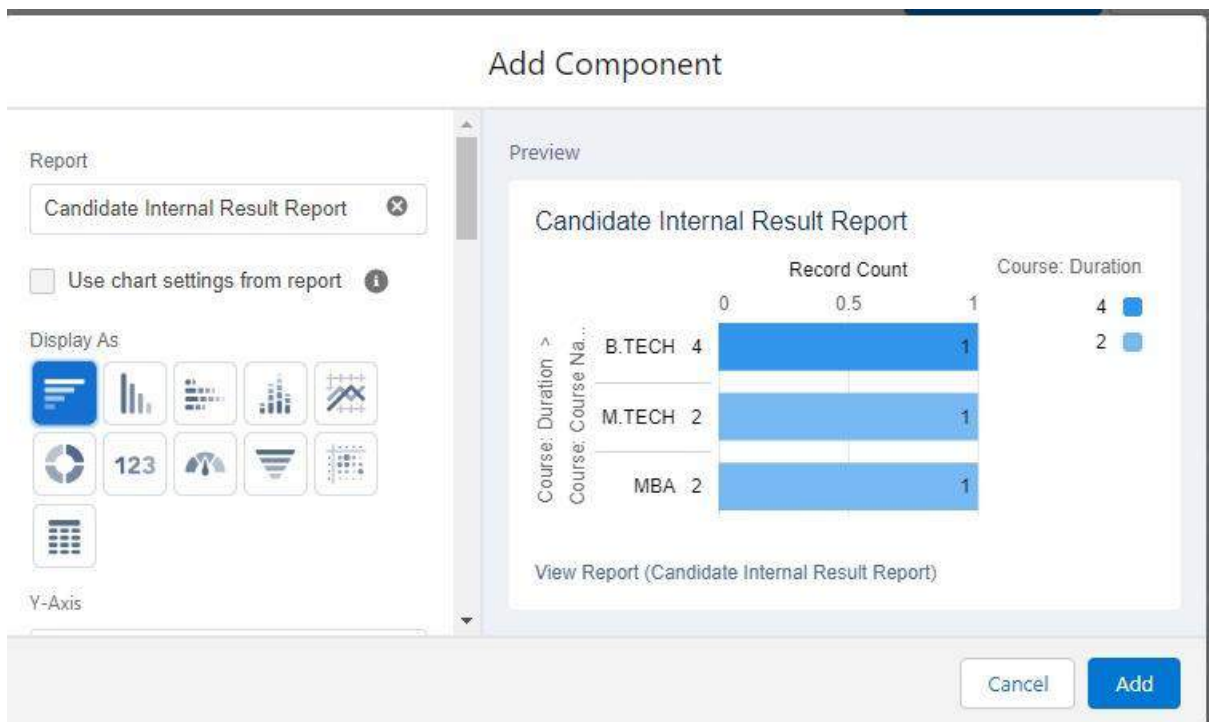 Add Component
Report
Candidate Internal Result Report
Use chart settings from report
Display As
123
Y-Axis
Preview
Candidate Internal Result Report
Record Count
Course: Duration
0 0.5 1
4
2
Course: Duration >
Course: Course Na...
B.TECH 4 1
M.TECH 2 1
MBA 2 1
View Report (Candidate Internal Result Report)
Cancel
Add